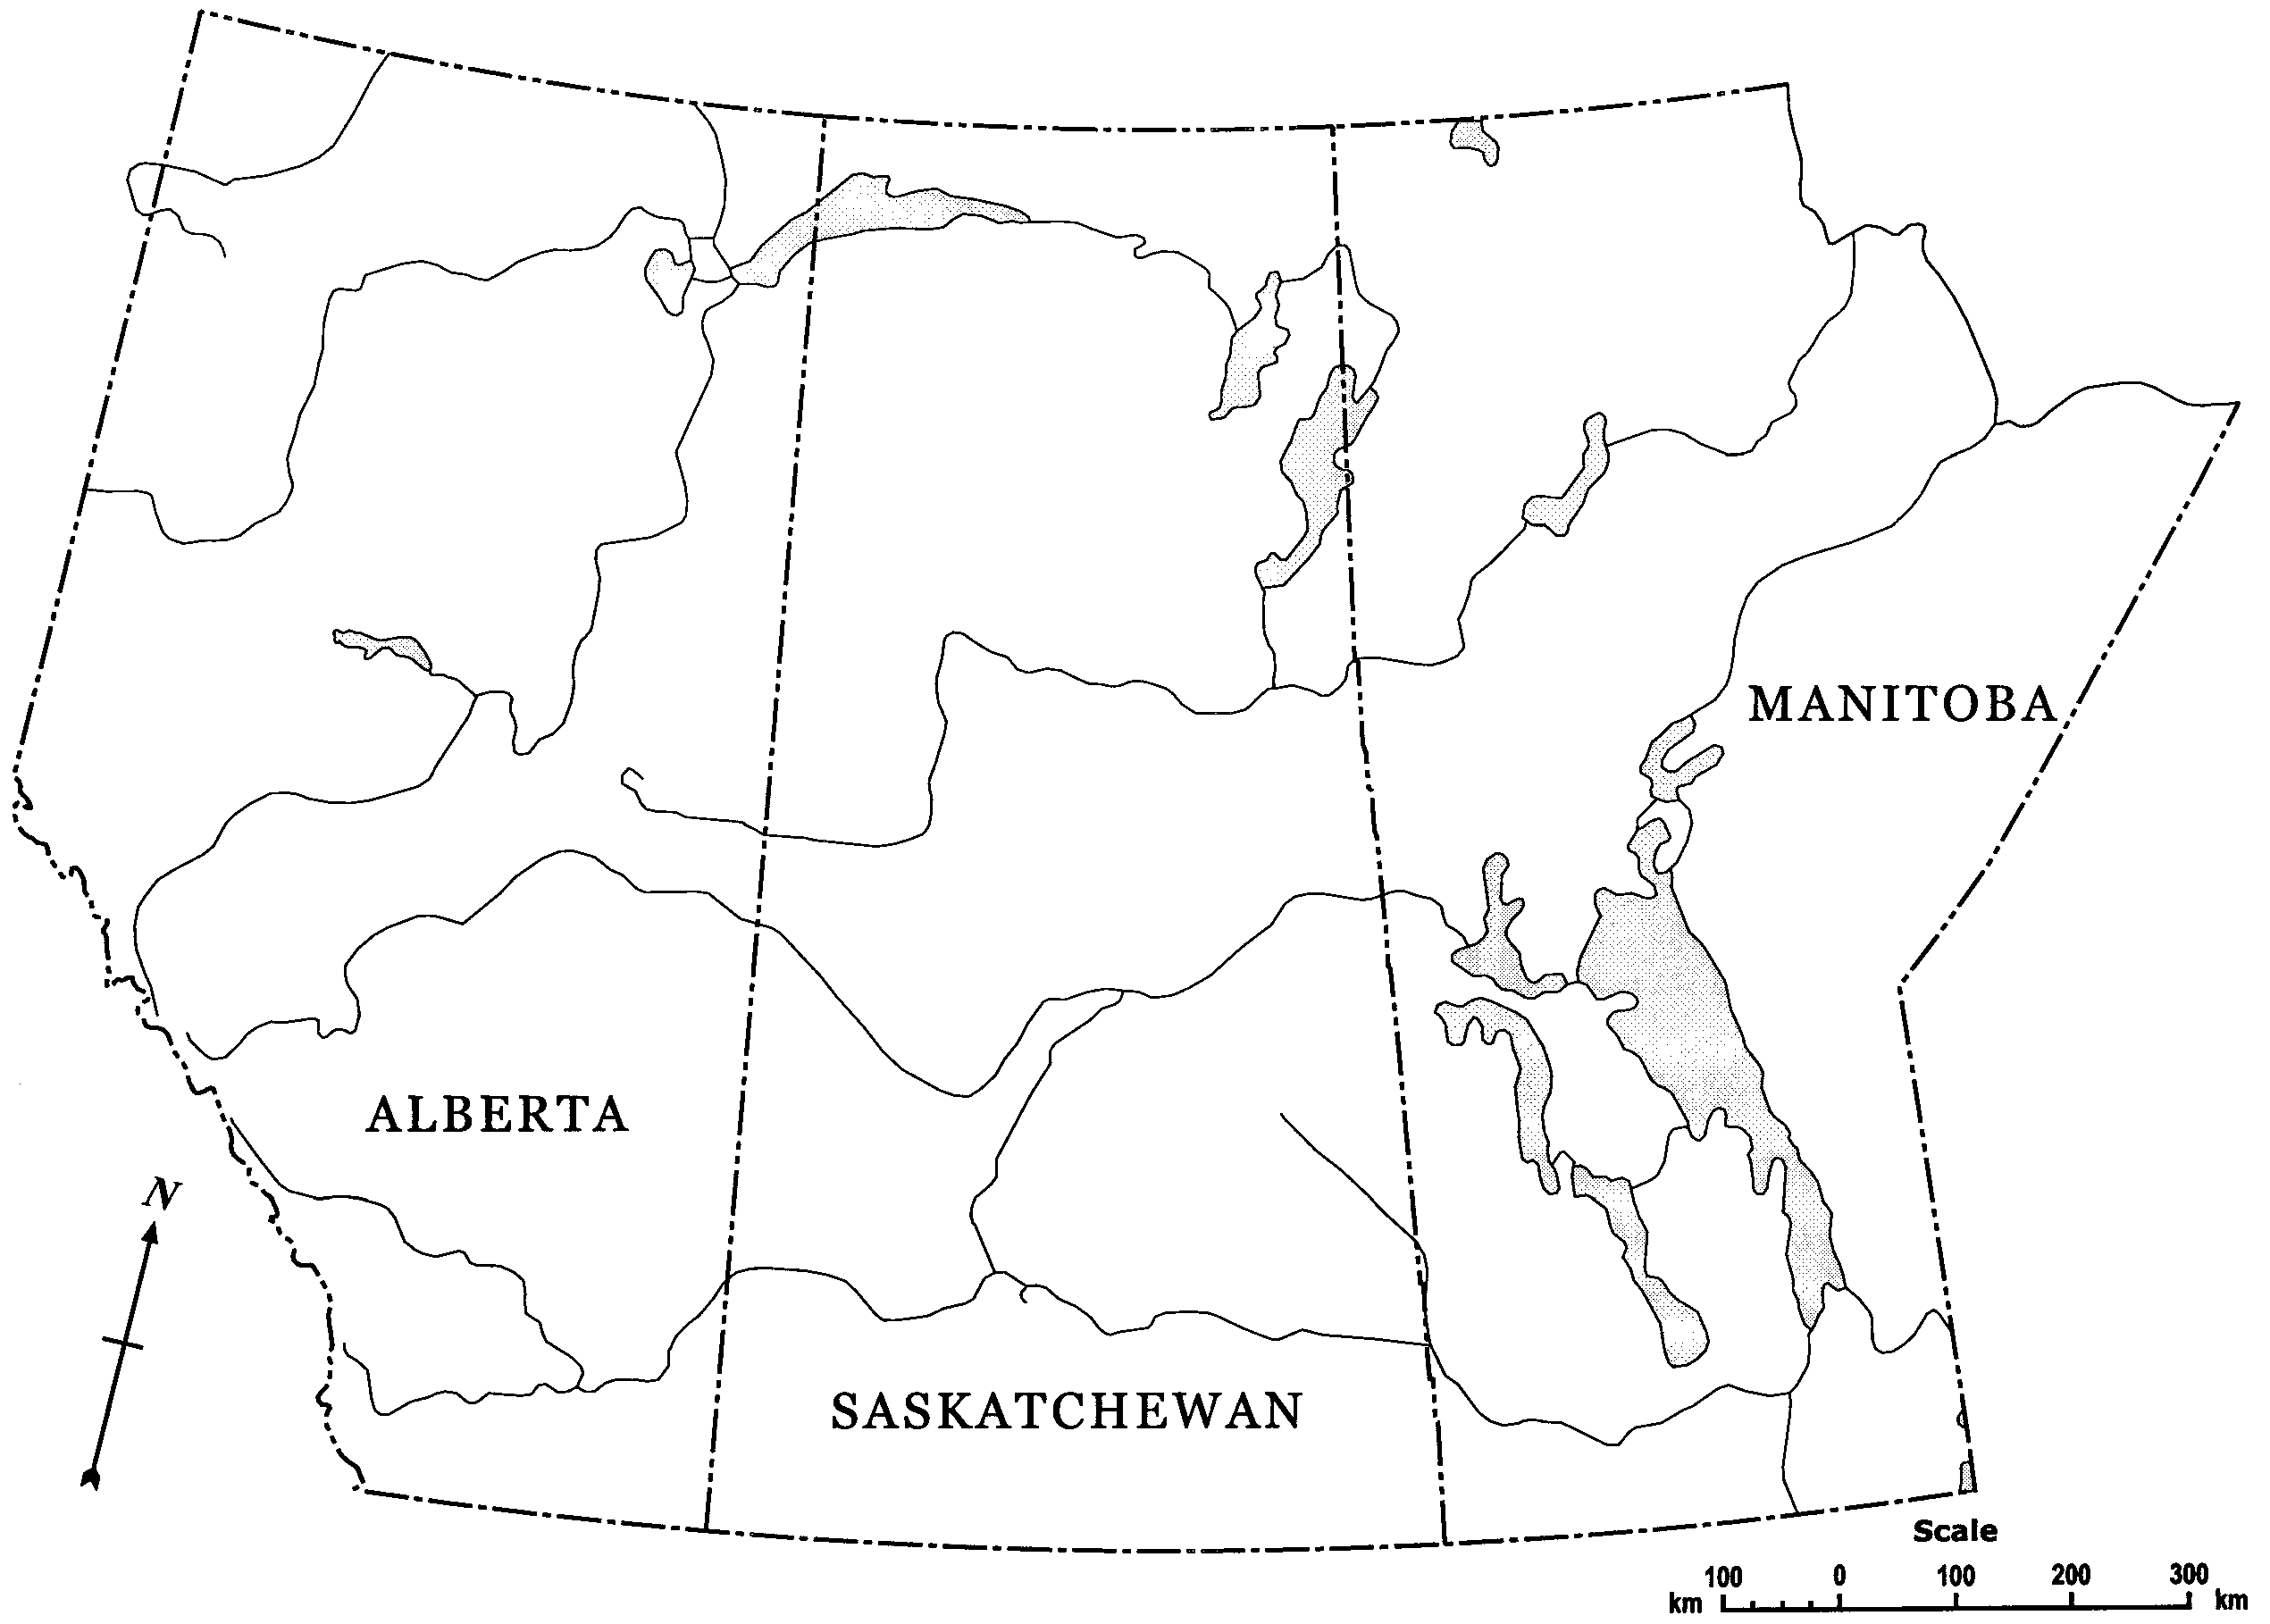 MANITOBA
ALBERTA
N
SASKATCHEWAN
Scale
100 0 100 200 300
km km